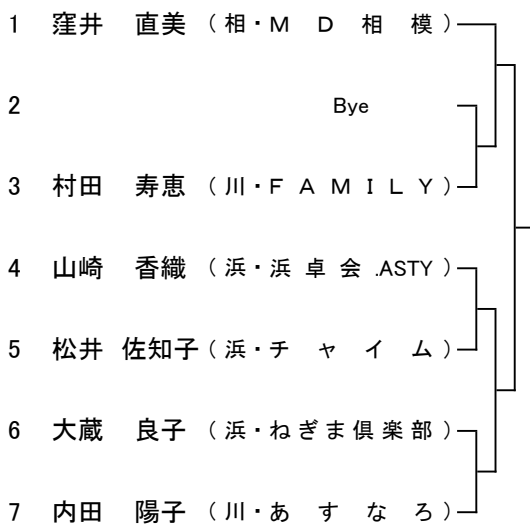 1 窪井 直美 (相・MD相模)
2 Bye
3 村田 寿恵 (川・FAMILY)
4 山崎 香織 (浜・浜卓会.ASTY)
5 松井 佐知子 (浜・チャイム)
6 大蔵 良子 (浜・ねぎま倶楽部)
7 内田 陽子 (川・あすなろ)